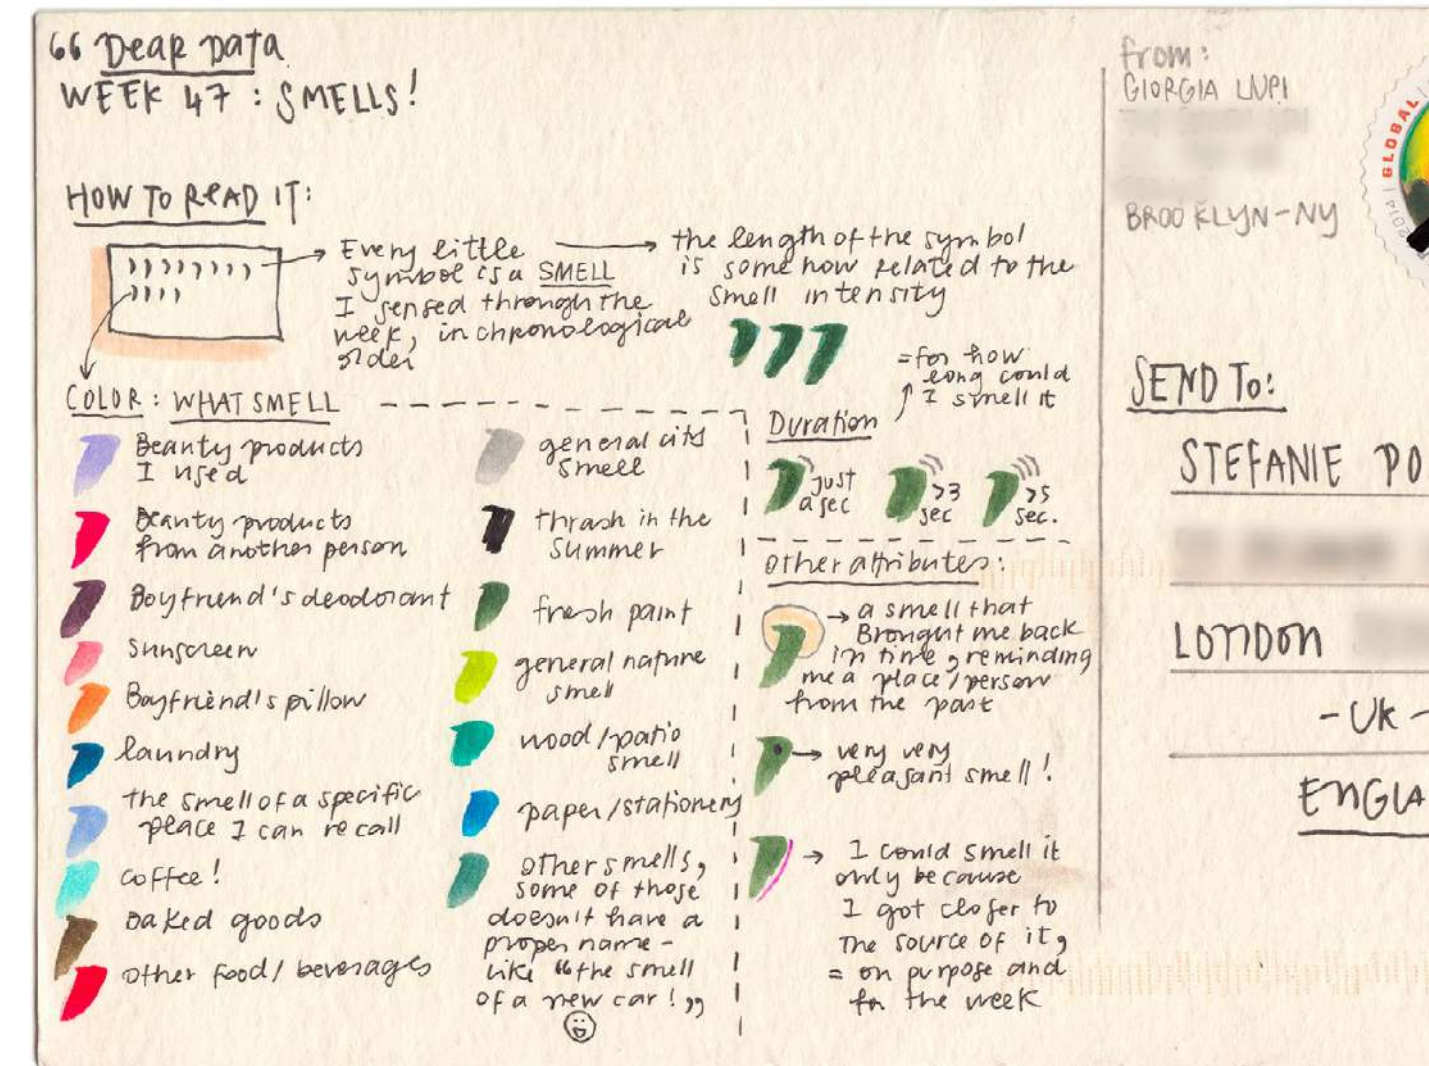 “ Dear Data
WEEK 47 : SMELLS!
HOW TO READ IT:
Every little
symbol is a SMELL
I sensed through the
week, in chronological
order
the length of the symbol
is some how related to the
smell intensity
COLOR : WHAT SMELL
Beauty products
I used
Beauty products
from another person
Boyfriend's deodorant
sunscreen
Boyfriend's pillow
laundry
the smell of a specific
place I can recall
coffee!
baked goods
other food / beverages
general city
smell
thrash in the
summer
fresh paint
general nature
smell
wood / patio
smell
paper / stationery
other smells,
some of those
doesn't have a
proper name -
like “the smell
of a new car! ”
= for how
long could
I smell it
Duration
just
a sec
>3
sec
>5
sec.
other attributes:
a smell that
Brought me back
in time, reminding
me a place / person
from the past
very very
pleasant smell!
I could smell it
only because
I got closer to
the source of it,
= on purpose and
for the week
from:
GIORGIA LUPI
BROOKLYN - NY
GLOBAL
2014
SEND TO:
STEFANIE PO
LONDON
- UK -
ENGLA